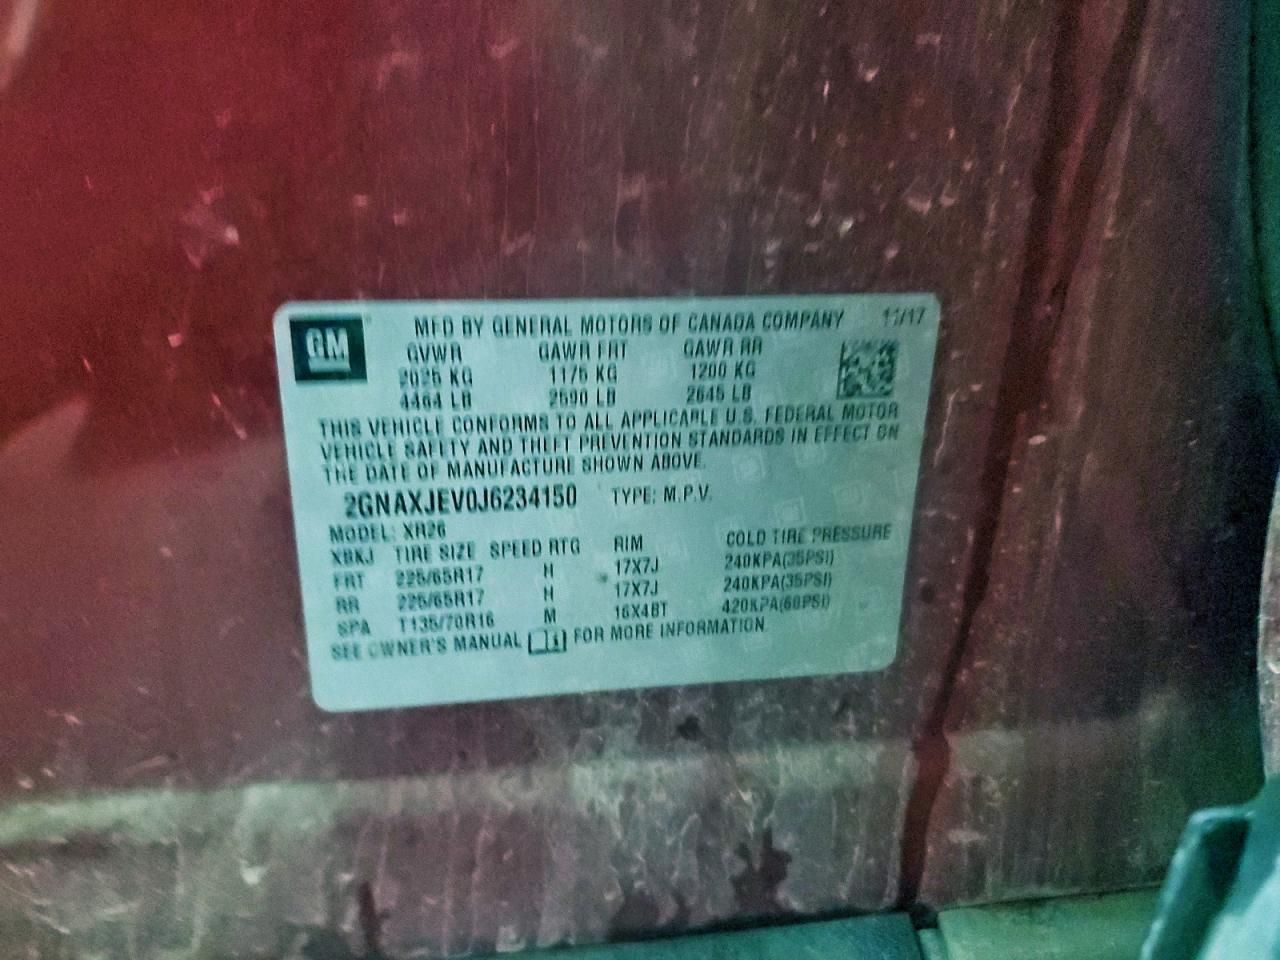 GM MFD BY GENERAL MOTORS OF CANADA COMPANY 11/17
GVWR GAWR FRT GAWR RR
2025 KG 1175 KG 1200 KG
4464 LB 2590 LB 2645 LB
THIS VEHICLE CONFORMS TO ALL APPLICABLE U.S. FEDERAL MOTOR
VEHICLE SAFETY AND THEFT PREVENTION STANDARDS IN EFFECT ON
THE DATE OF MANUFACTURE SHOWN ABOVE.
2GNAXJEV0J6234150 TYPE: M.P.V.
MODEL: XR26
XBKJ TIRE SIZE SPEED RTG RIM COLD TIRE PRESSURE
FRT 225/65R17 H 17X7J 240KPA(35PSI)
RR 225/65R17 H 17X7J 240KPA(35PSI)
SPA T135/70R16 M 16X4BT 420KPA(60PSI)
SEE OWNER'S MANUAL FOR MORE INFORMATION.